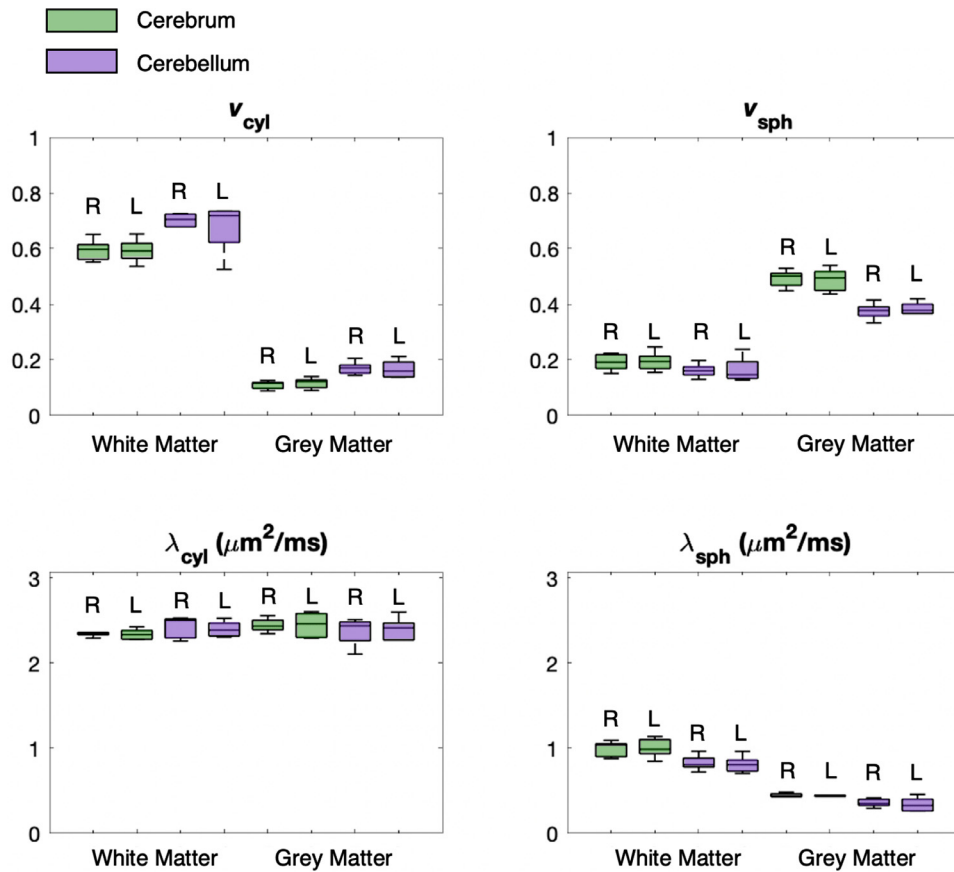 Cerebrum
Cerebellum
v cyl
1
0.8
0.6
0.4
0.2
0
R L R L
R L R L
White Matter Grey Matter
v sph
1
0.8
0.6
0.4
0.2
0
R L R L
R L R L
White Matter Grey Matter
λcyl (μm²/ms)
3
2
1
0
R L R L R L R L
White Matter Grey Matter
λsph (μm²/ms)
3
2
1
0
R L R L
R L R L
White Matter Grey Matter